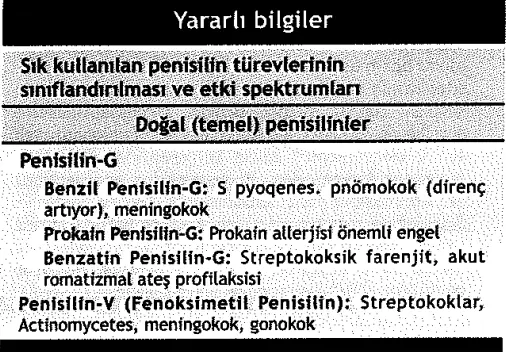 Yararlı bilgiler
Sık kullanılan penisilin türevlerinin
sınıflandırılması ve etki spektrumları
Doğal (temel) penisilinler
Penisilin-G
Benzil Penisilin-G: S pyoqenes. pnömokok (direnç
artıyor), meningokok
Prokain Penisilin-G: Prokain allerjisi önemli engel
Benzatin Penisilin-G: Streptokoksik farenjit, akut
romatizmal ateş profilaksisi
Penisilin-V (Fenoksimetil Penisilin): Streptokoklar,
Actinomycetes, meningokok, gonokok